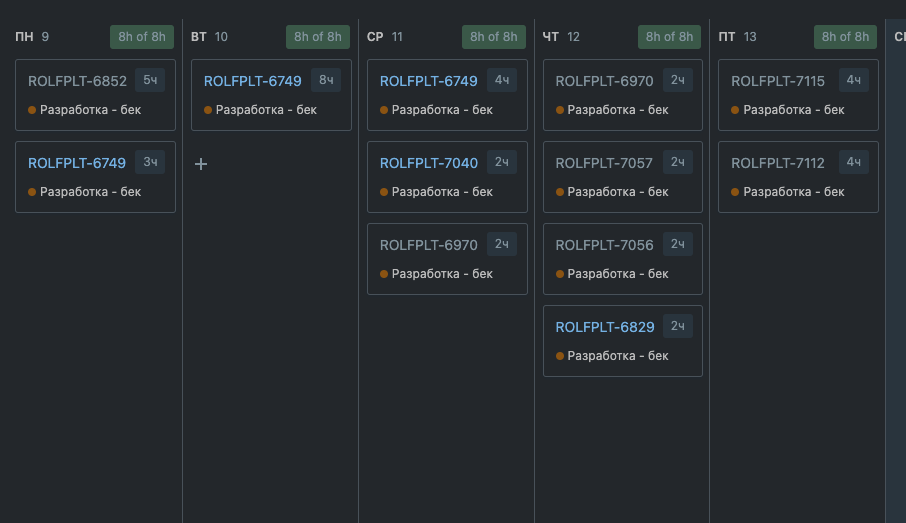 ПН 9 8h of 8h
ROLFPLT-6852 5ч
Разработка - бек
ROLFPLT-6749 3ч
Разработка - бек
ВТ 10 8h of 8h
ROLFPLT-6749 8ч
Разработка - бек
+
СР 11 8h of 8h
ROLFPLT-6749 4ч
Разработка - бек
ROLFPLT-7040 2ч
Разработка - бек
ROLFPLT-6970 2ч
Разработка - бек
ЧТ 12 8h of 8h
ROLFPLT-6970 2ч
Разработка - бек
ROLFPLT-7057 2ч
Разработка - бек
ROLFPLT-7056 2ч
Разработка - бек
ROLFPLT-6829 2ч
Разработка - бек
ПТ 13 8h of 8h
ROLFPLT-7115 4ч
Разработка - бек
ROLFPLT-7112 4ч
Разработка - бек